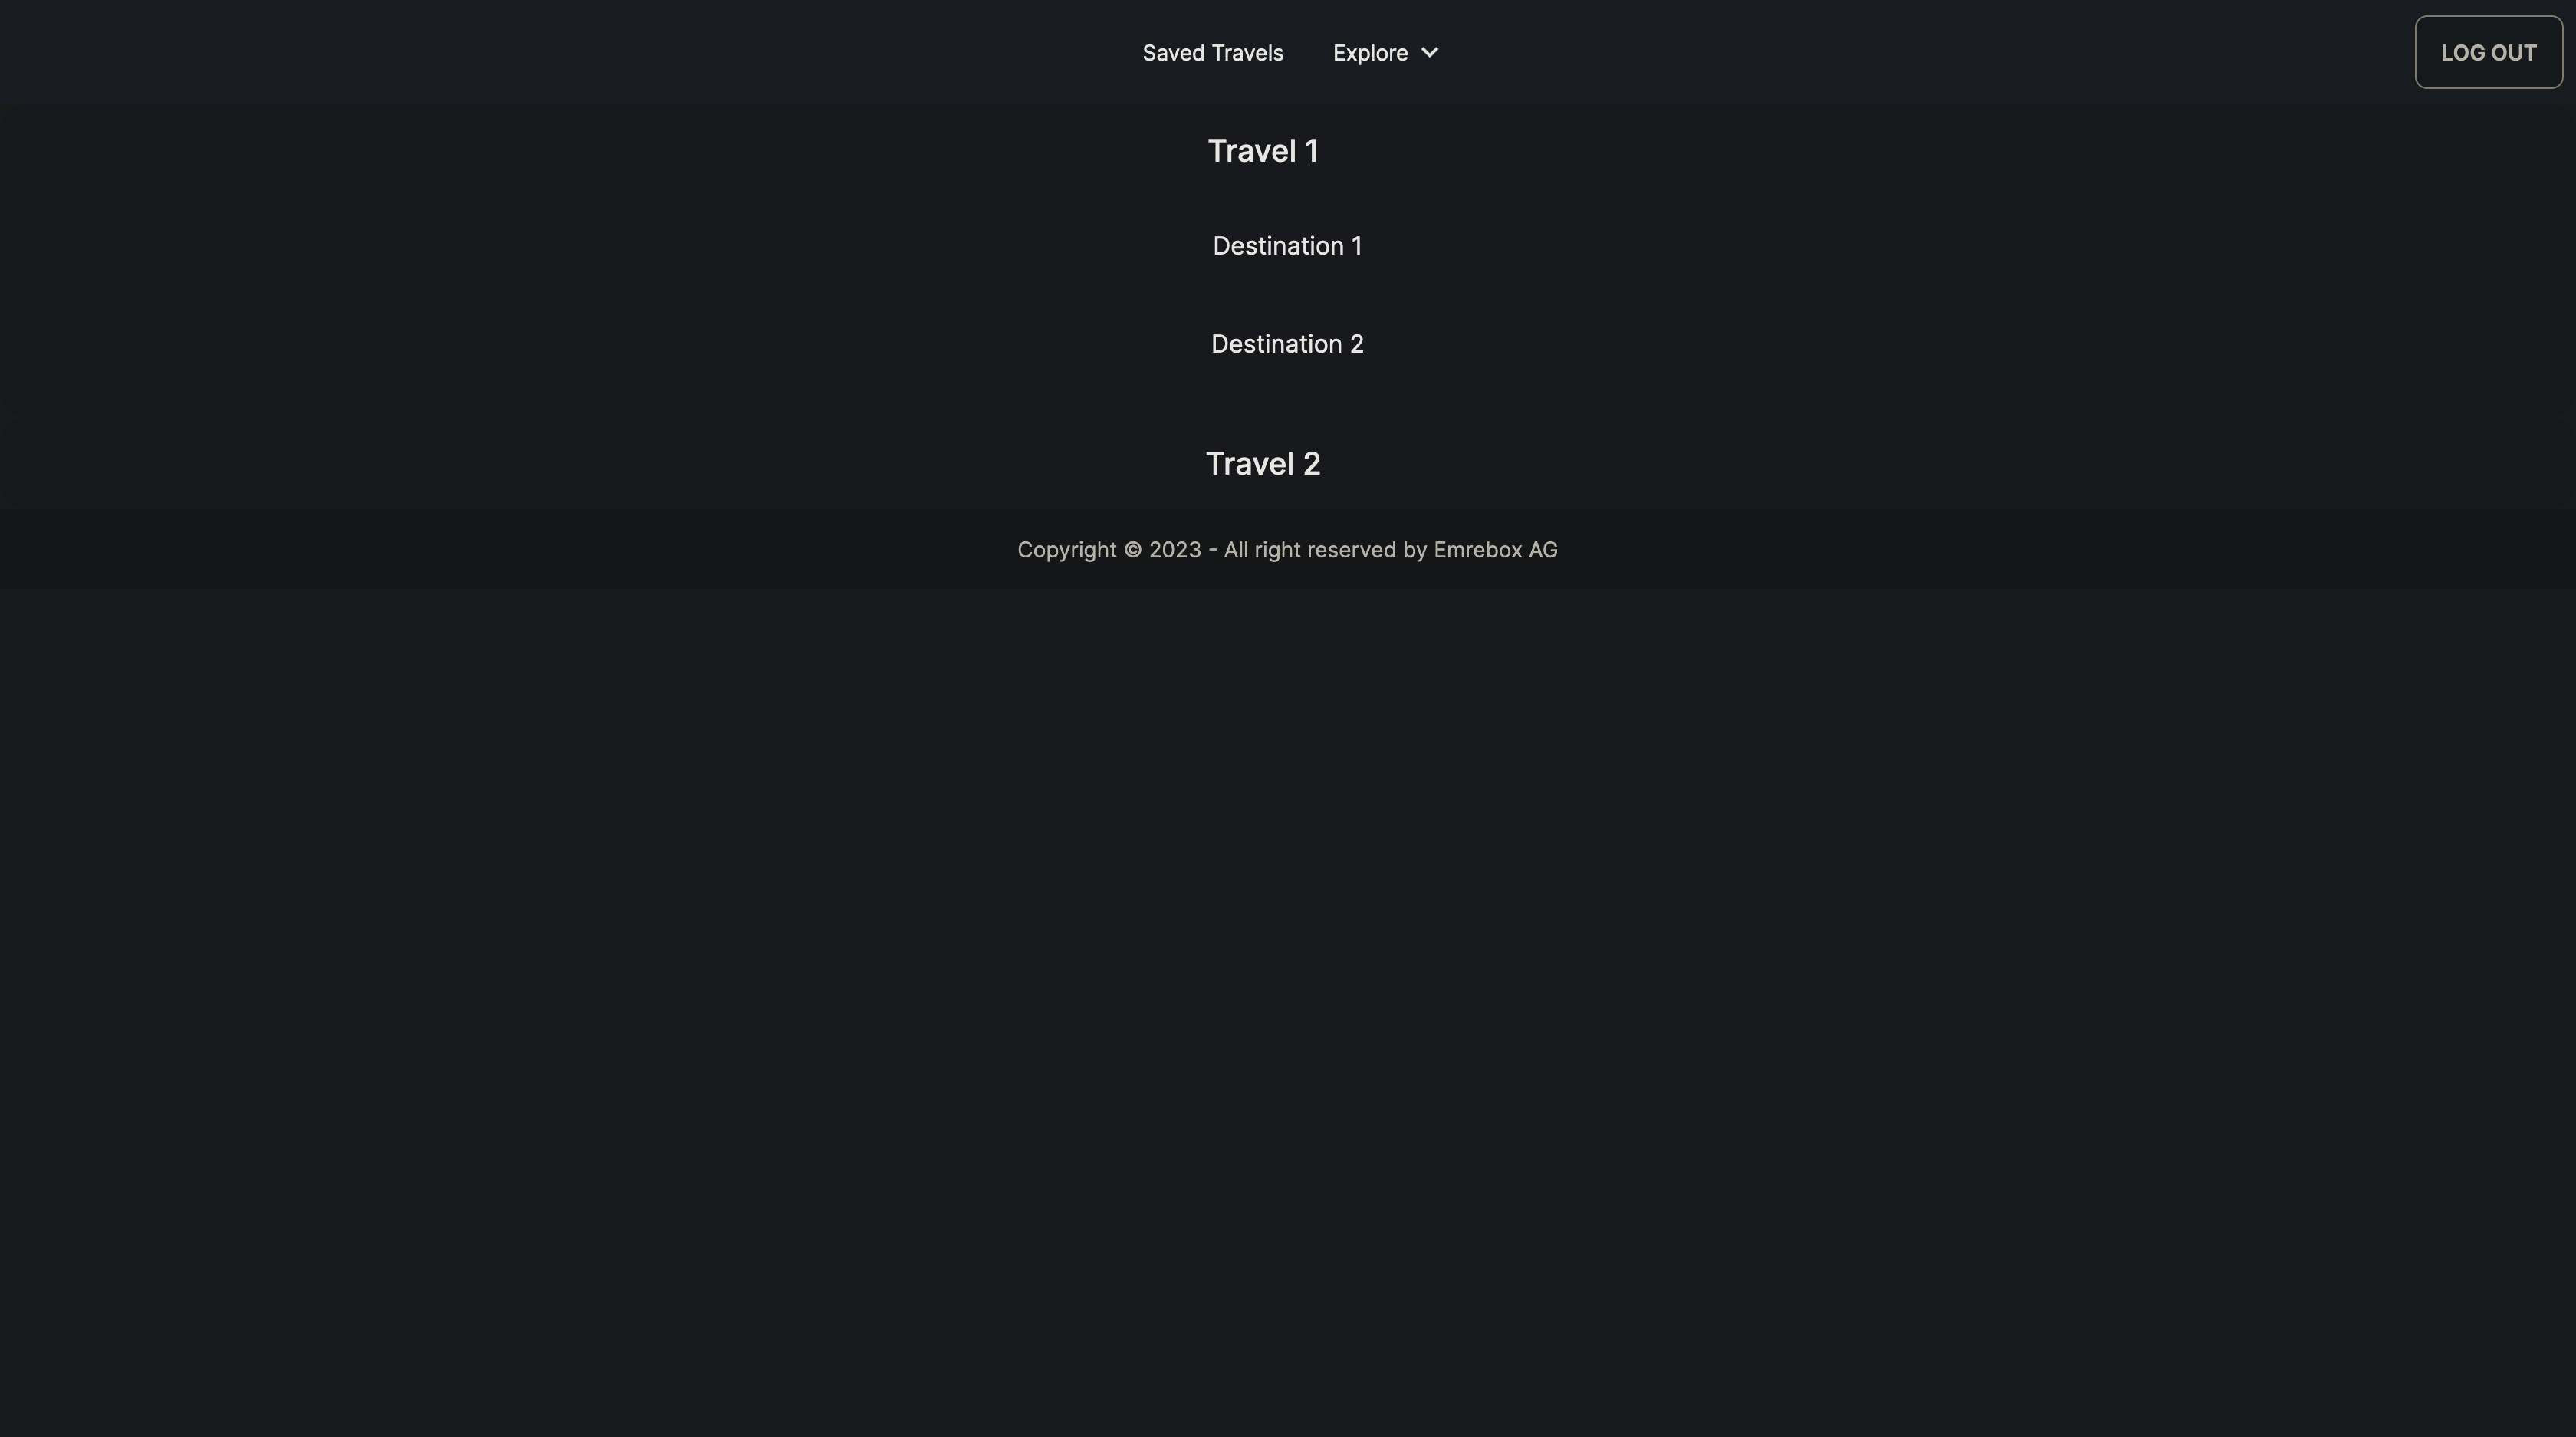 Saved Travels Explore LOG OUT
Travel 1
Destination 1
Destination 2
Travel 2
Copyright © 2023 - All right reserved by Emrebox AG